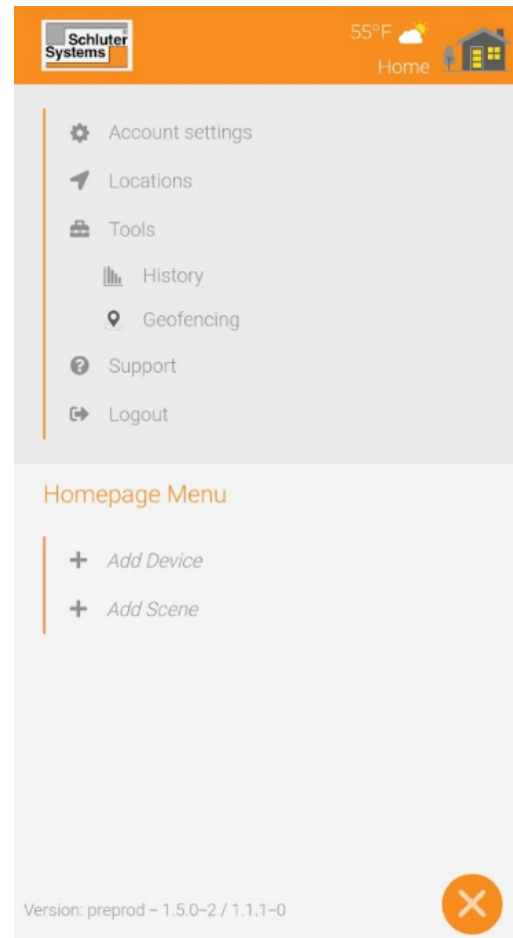 Schluter
Systems
55°F
Home
Account settings
Locations
Tools
History
Geofencing
Support
Logout
Homepage Menu
Add Device
Add Scene
Version: preprod – 1.5.0–2 / 1.1.1–0